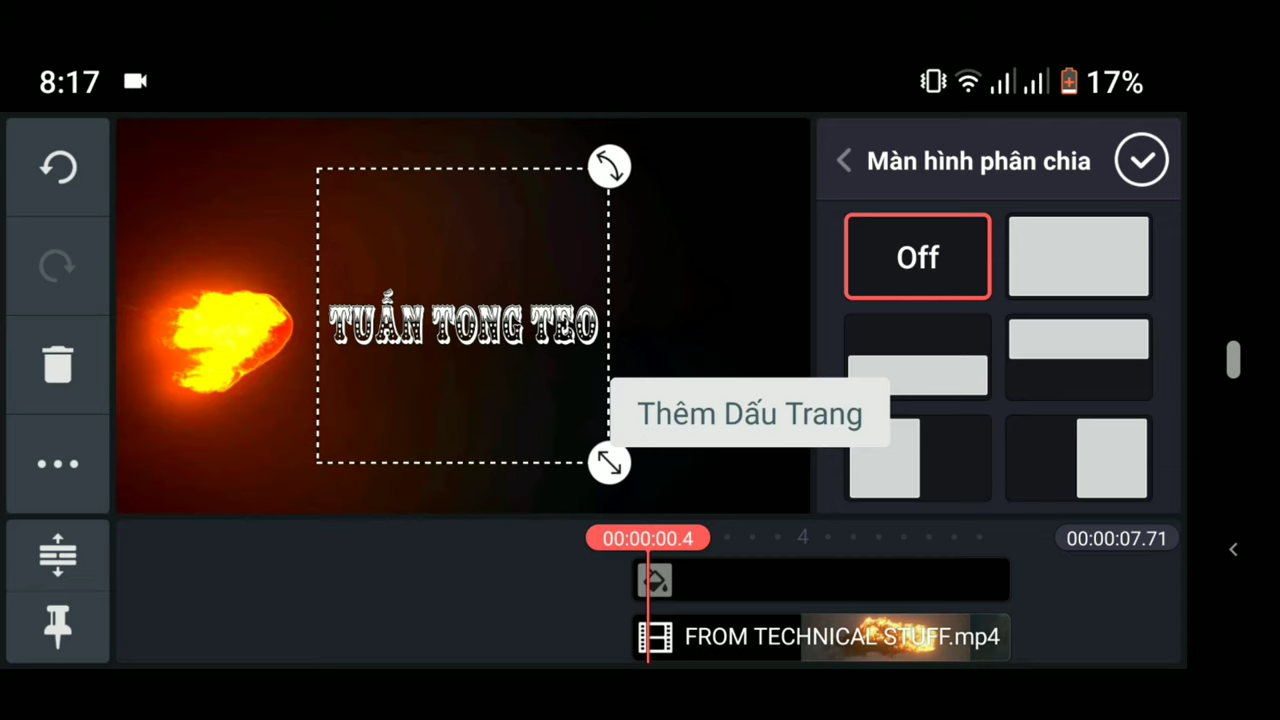 8:17
17%
Màn hình phân chia
Off
TUẤN TONG TEO
Thêm Dấu Trang
00:00:00.4
4
00:00:07.71
FROM TECHNICAL STUFF.mp4